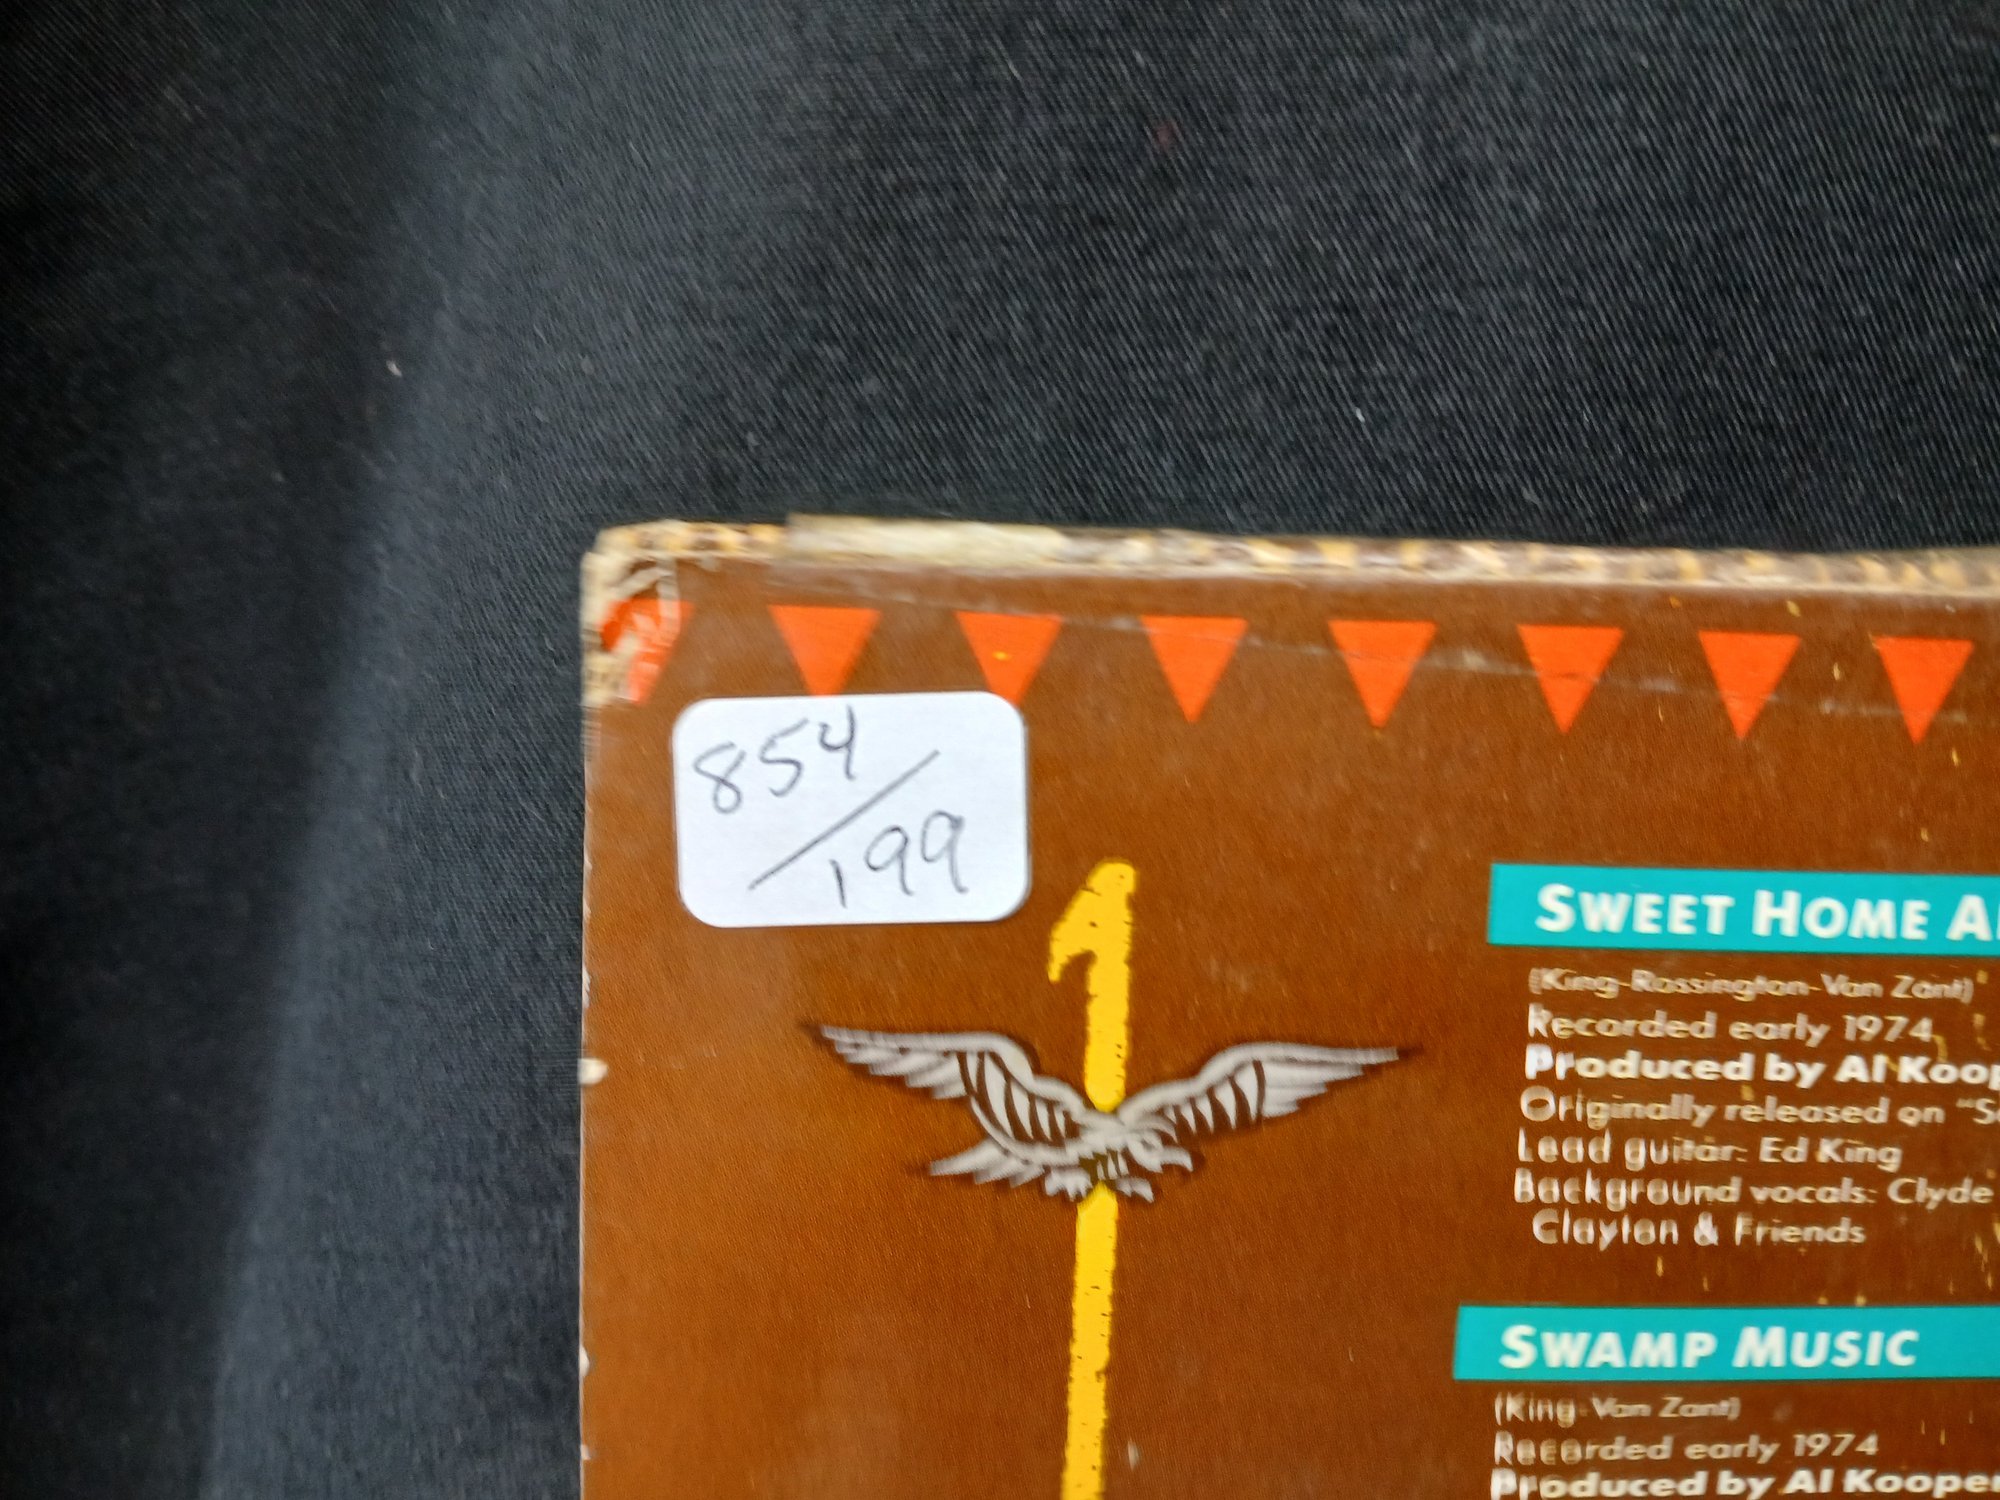 854/199
1
SWEET HOME
(King-Rossington-Van Zant)
Recorded early 1974
Produced by Al
Originally released on
Lead guitar: Ed King
Background vocals: Clyde
Clayton & Friends
SWAMP MUSIC
(King-Van Zant)
Recorded early 1974
Produced by Al Kooper